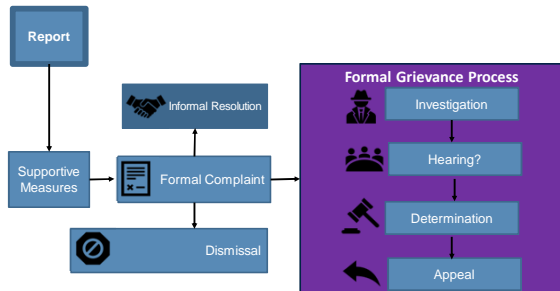 Report
Formal Grievance Process
Informal Resolution
Investigation
Supportive
Measures
Formal Complaint
Hearing?
Dismissal
Determination
Appeal